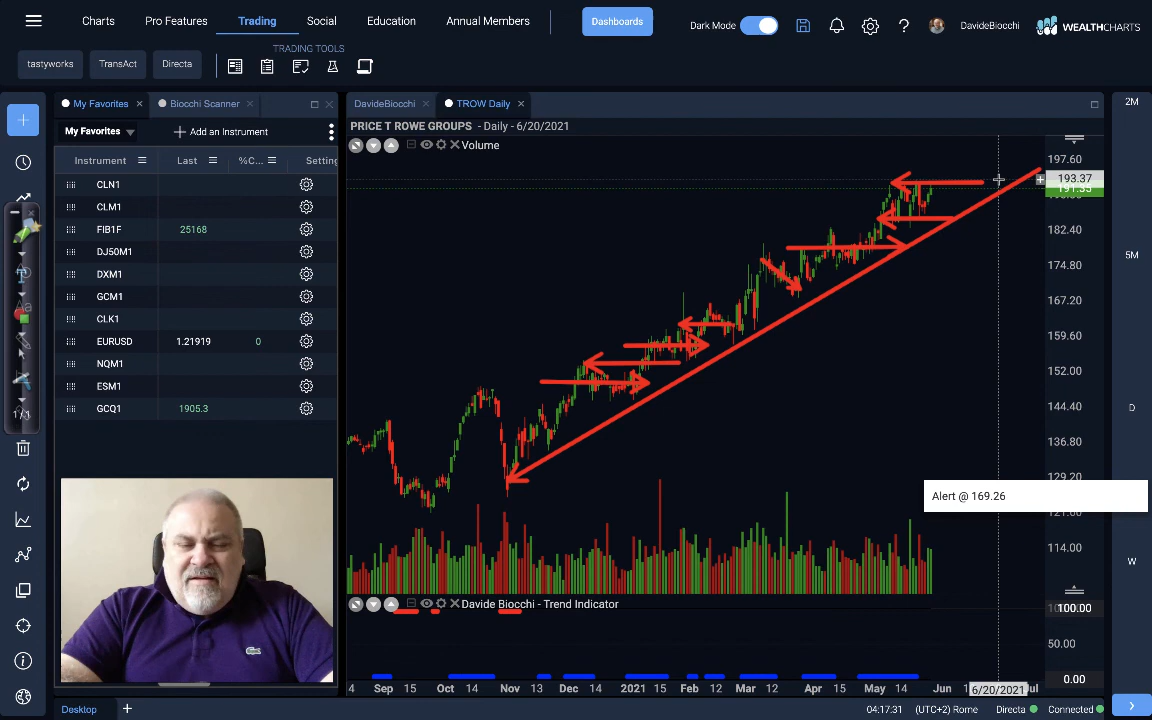 Charts
Pro Features
Trading
Social
Education
Annual Members
Dashboards
Dark Mode
DavideBiocchi
WEALTHCHARTS
TRADING TOOLS
tastyworks
TransAct
Directa
My Favorites
Biocchi Scanner
DavideBiocchi
TROW Daily
2M
My Favorites
Add an Instrument
PRICE T ROWE GROUPS - Daily - 6/20/2021
Volume
Instrument
Last
%C...
Setting
197.60
193.37
191.35
CLN1
CLM1
FIB1F 25168
182.40
DJ50M1
5M
174.80
DXM1
GCM1
167.20
CLK1
159.60
EURUSD 1.21919 0
NQM1
152.00
ESM1
144.40
GCQ1 1905.3
D
136.80
129.20
Alert @ 169.26
121.60
114.00
W
Davide Biocchi - Trend Indicator
100.00
50.00
0.00
4 Sep 15 Oct 14 Nov 13 Dec 14 2021 15 Feb 12 Mar 12 Apr 15 May 14 Jun 6/20/2021 Jul
Desktop
04:17:31 (UTC+2) Rome Directa Connected